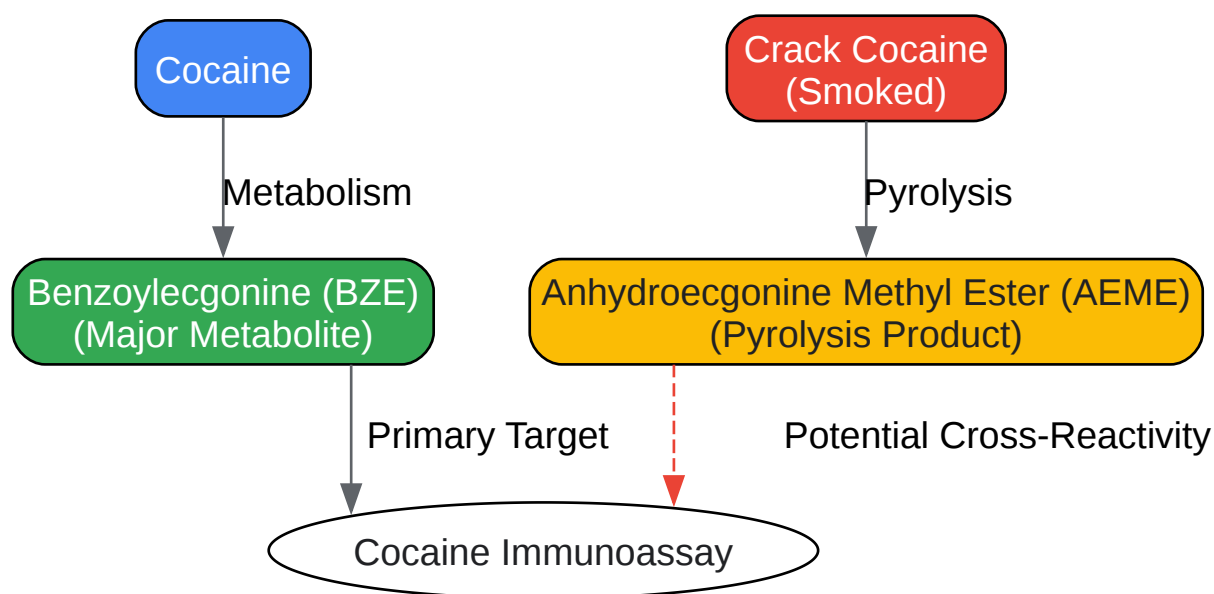 Cocaine
Crack Cocaine
(Smoked)
Metabolism
Pyrolysis
Benzoylecgonine (BZE)
(Major Metabolite)
Anhydroecgonine Methyl Ester (AEME)
(Pyrolysis Product)
Primary Target
Potential Cross-Reactivity
Cocaine Immunoassay